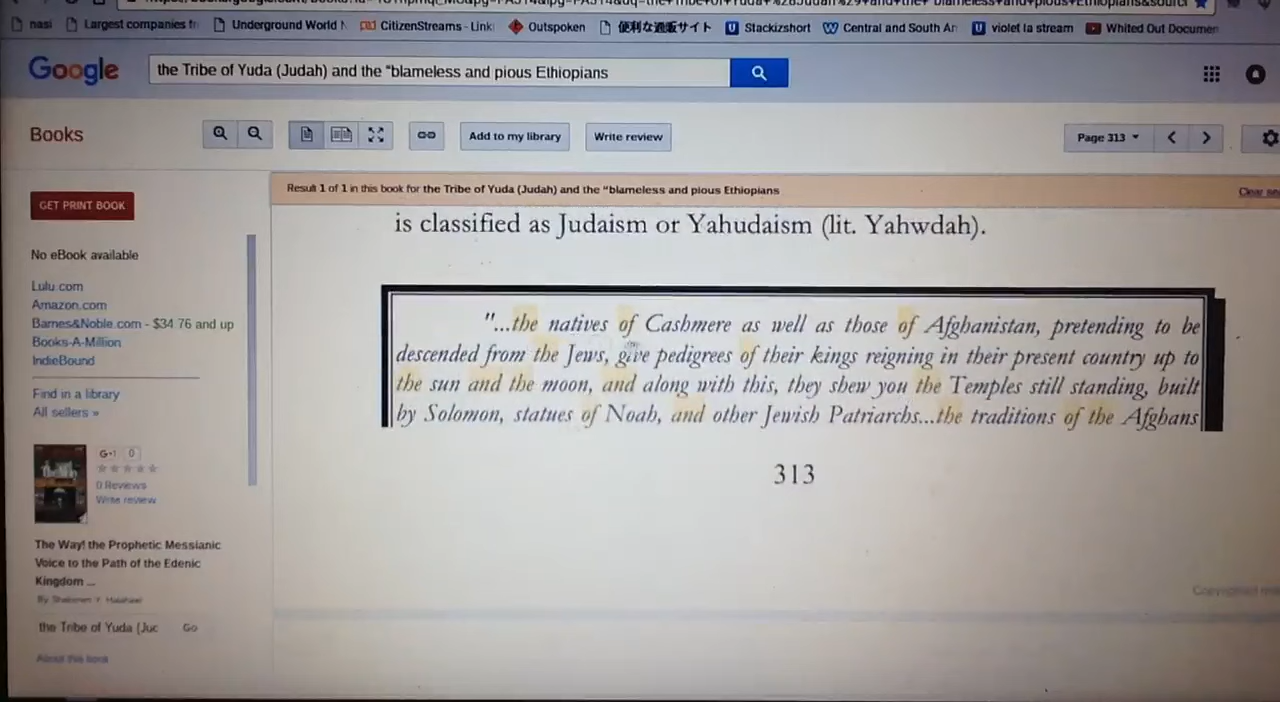 nasi Largest companies fr Underground World N CitizenStreams - Link Outspoken 便利な通販サイト Stackizshort Central and South An violet la stream Whited Out Documen
Google the Tribe of Yuda (Judah) and the "blameless and pious Ethiopians
Books Add to my library Write review Page 313
Result 1 of 1 in this book for the Tribe of Yuda (Judah) and the "blameless and pious Ethiopians
GET PRINT BOOK
No eBook available
Lulu.com
Amazon.com
Barnes&Noble.com - $34.76 and up
Books-A-Million
IndieBound
Find in a library
All sellers »
G+1 0
0 Reviews
Write review
The Way! the Prophetic Messianic
Voice to the Path of the Edenic
Kingdom ...
the Tribe of Yuda (Juc Go
About this book
is classified as Judaism or Yahudaism (lit. Yahwdah).
"...the natives of Cashmere as well as those of Afghanistan, pretending to be
descended from the Jews, give pedigrees of their kings reigning in their present country up to
the sun and the moon, and along with this, they shew you the Temples still standing, built
by Solomon, statues of Noah, and other Jewish Patriarchs...the traditions of the Afghans
313